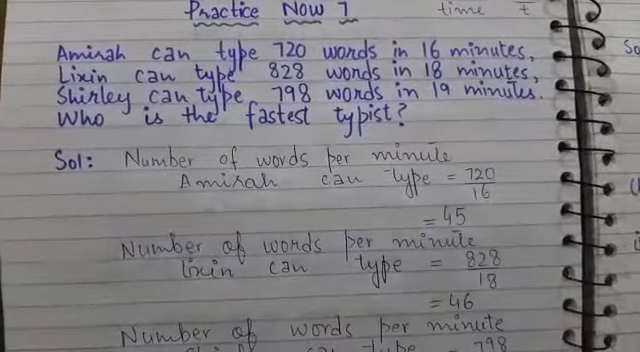 Practice Now 7
time t
Amirah can type 720 words in 16 minutes,
Lixin can type 828 words in 18 minutes,
Shirley can type 798 words in 19 minutes.
Who is the fastest typist?
Sol: Number of words per minute
Amirah can type = 720/16
= 45
Number of words per minute
Lixin can type = 828/18
= 46
Number of words per minute
can type = 798
So